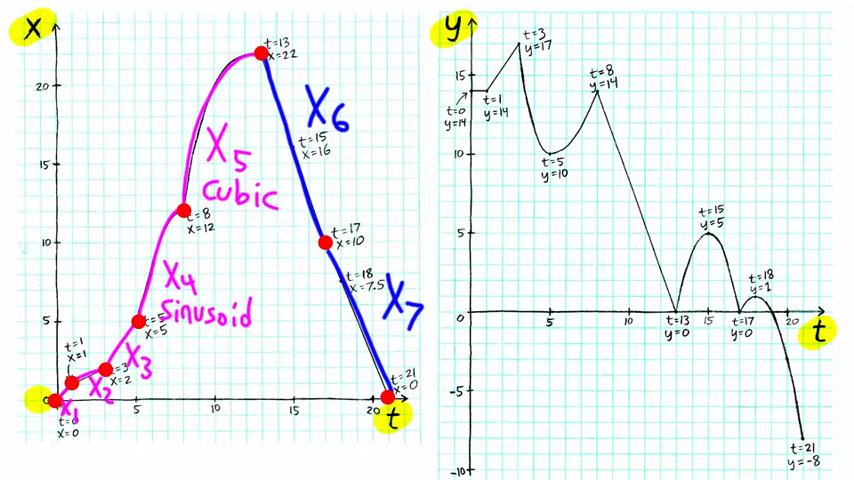 x
t=13
x=22
20
X6
t=15
x=16
15
X5
cubic
t=8
x=12
t=17
x=10
10
t=18
x=7.5
X4
sinusoid
X7
5
t=5
x=5
t=1
x=1
X3
t=3
x=2
X2
t=21
x=0
0
X1
5
10
15
20
t
t=0
x=0
y
t=3
y=17
15
t=8
y=14
t=0
y=14
t=1
y=14
10
t=5
y=10
t=15
y=5
5
t=18
y=1
0
5
10
t=13
y=0
15
t=17
y=0
20
t
-5
t=21
y=-8
-10